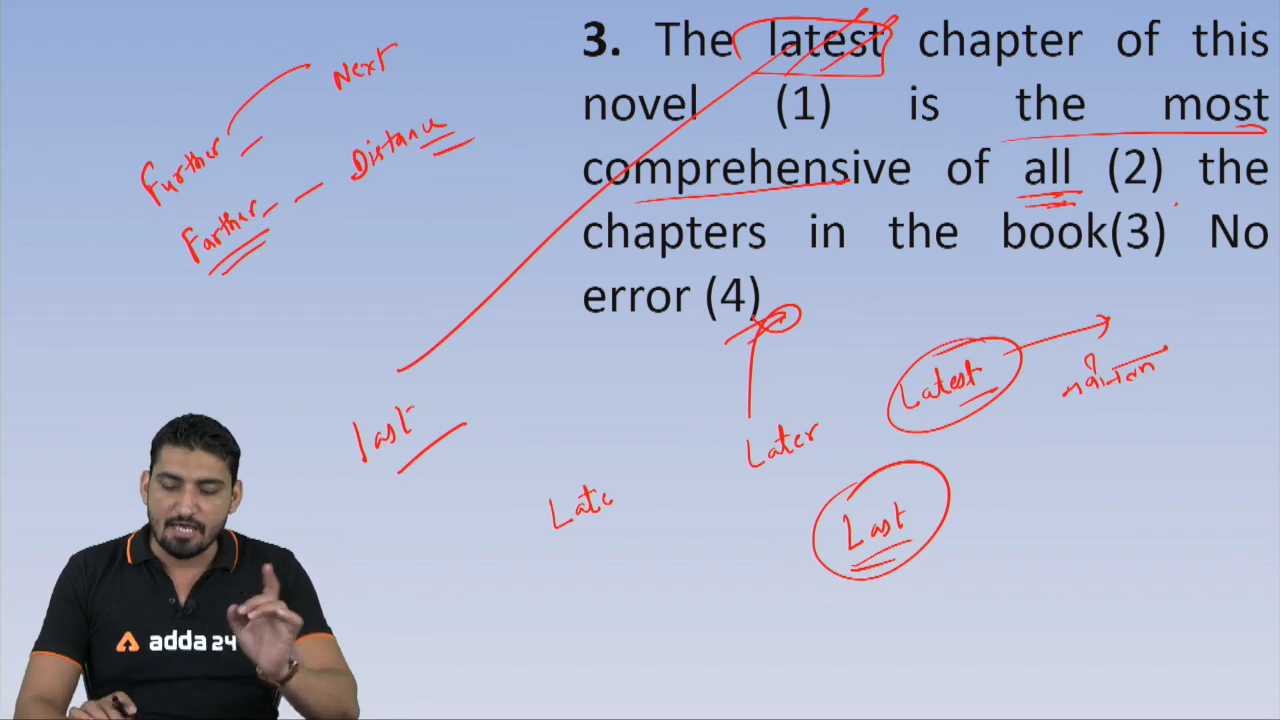 3. The latest chapter of this
novel (1) is the most
comprehensive of all (2) the
chapters in the book(3) No
error (4)
Next
Further
Distance
Farther
Last
Late
Later
Latest
Last
adda 24